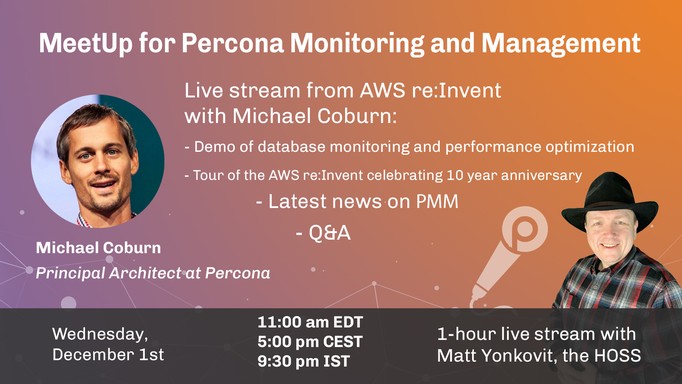 MeetUp for Percona Monitoring and Management
Live stream from AWS re:Invent
with Michael Coburn:
- Demo of database monitoring and performance optimization
- Tour of the AWS re:Invent celebrating 10 year anniversary
- Latest news on PMM
- Q&A
Michael Coburn
Principal Architect at Percona
Wednesday,
December 1st
11:00 am EDT
5:00 pm CEST
9:30 pm IST
1-hour live stream with
Matt Yonkovit, the HOSS